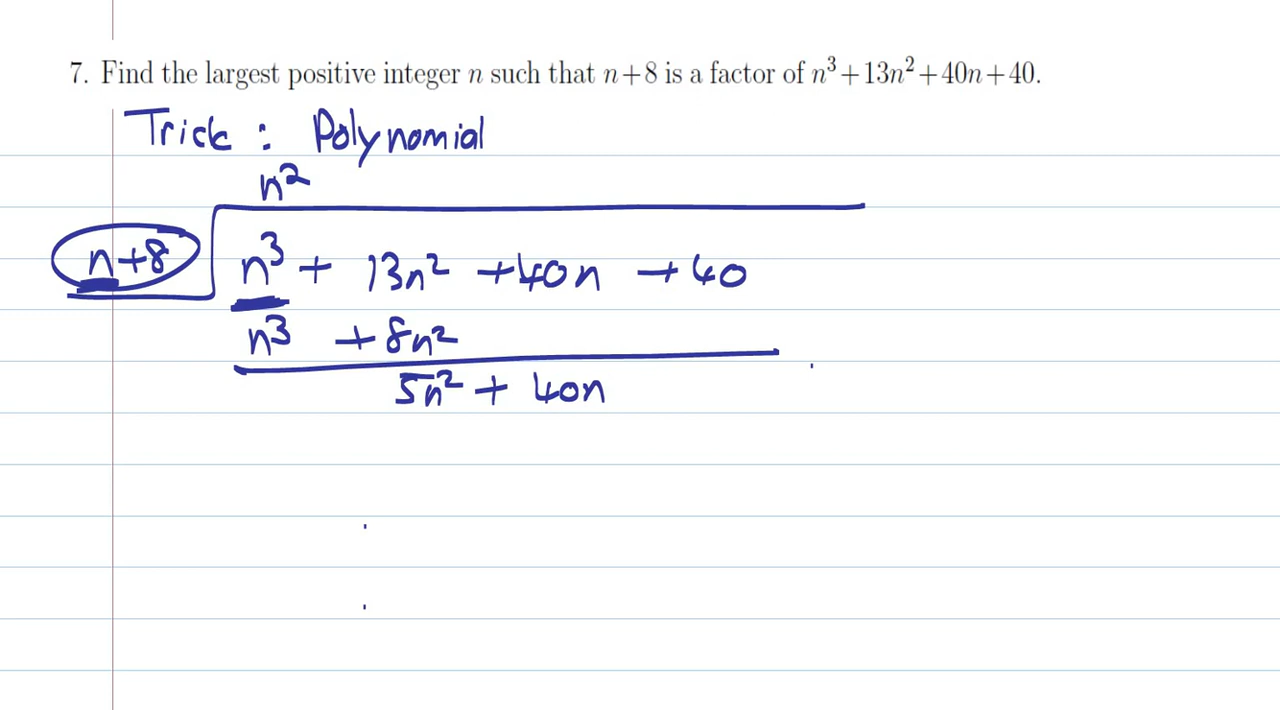 7. Find the largest positive integer n such that n+8 is a factor of n³+13n²+40n+40.
Trick : Polynomial
n²
n+8 n³ + 13n² +40n +40
n³ +8n²
5n² + 40n